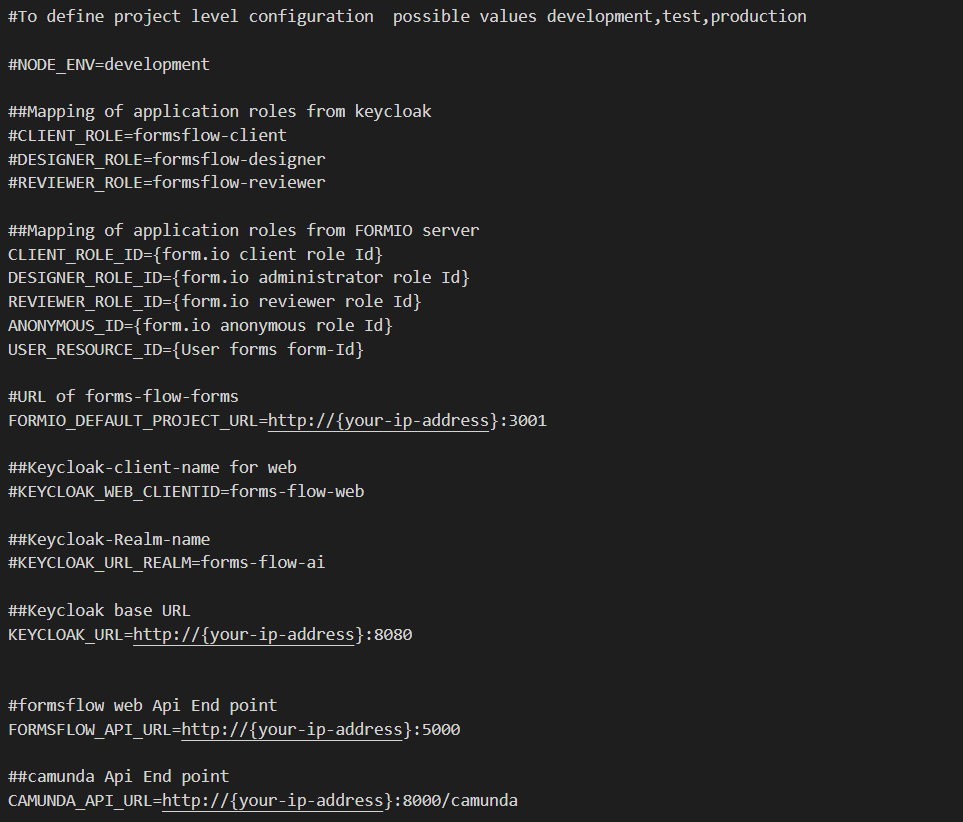 #To define project level configuration  possible values development,test,production
#NODE_ENV=development
##Mapping of application roles from keycloak
#CLIENT_ROLE=formsflow-client
#DESIGNER_ROLE=formsflow-designer
#REVIEWER_ROLE=formsflow-reviewer
##Mapping of application roles from FORMIO server
CLIENT_ROLE_ID={form.io client role Id}
DESIGNER_ROLE_ID={form.io administrator role Id}
REVIEWER_ROLE_ID={form.io reviewer role Id}
ANONYMOUS_ID={form.io anonymous role Id}
USER_RESOURCE_ID={User forms form-Id}
#URL of forms-flow-forms
FORMIO_DEFAULT_PROJECT_URL=http://{your-ip-address}:3001
##Keycloak-client-name for web
#KEYCLOAK_WEB_CLIENTID=forms-flow-web
##Keycloak-Realm-name
#KEYCLOAK_URL_REALM=forms-flow-ai
##Keycloak base URL
KEYCLOAK_URL=http://{your-ip-address}:8080
#formsflow web Api End point
FORMSFLOW_API_URL=http://{your-ip-address}:5000
##camunda Api End point
CAMUNDA_API_URL=http://{your-ip-address}:8000/camunda